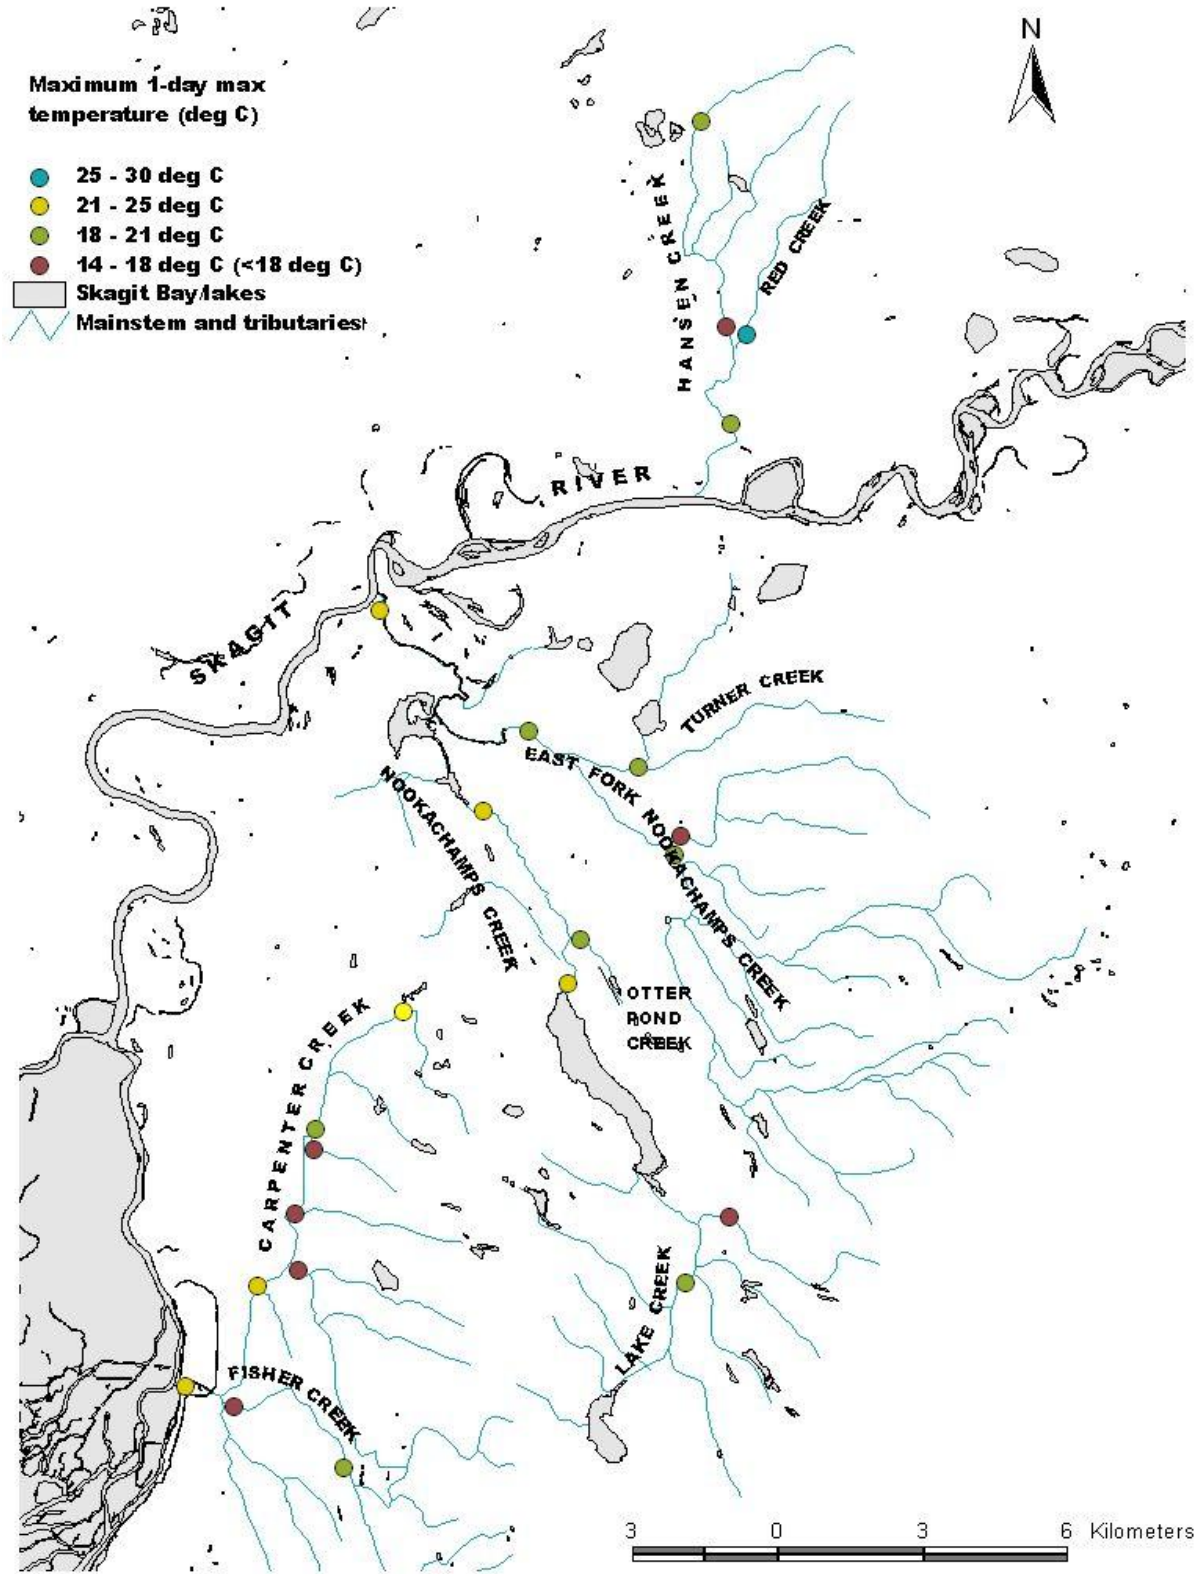 N
Maximum 1-day max
temperature (deg C)
25 - 30 deg C
21 - 25 deg C
18 - 21 deg C
14 - 18 deg C (<18 deg C)
Skagit Bay/lakes
Mainstem and tributaries
HANSEN CREEK
RED CREEK
SKAGIT RIVER
TURNER CREEK
EAST FORK NOOKACHAMPS CREEK
NOOKACHAMPS CREEK
OTTER
POND
CREEK
CARPENTER CREEK
LAKE CREEK
FISHER CREEK
3 0 3 6 Kilometers